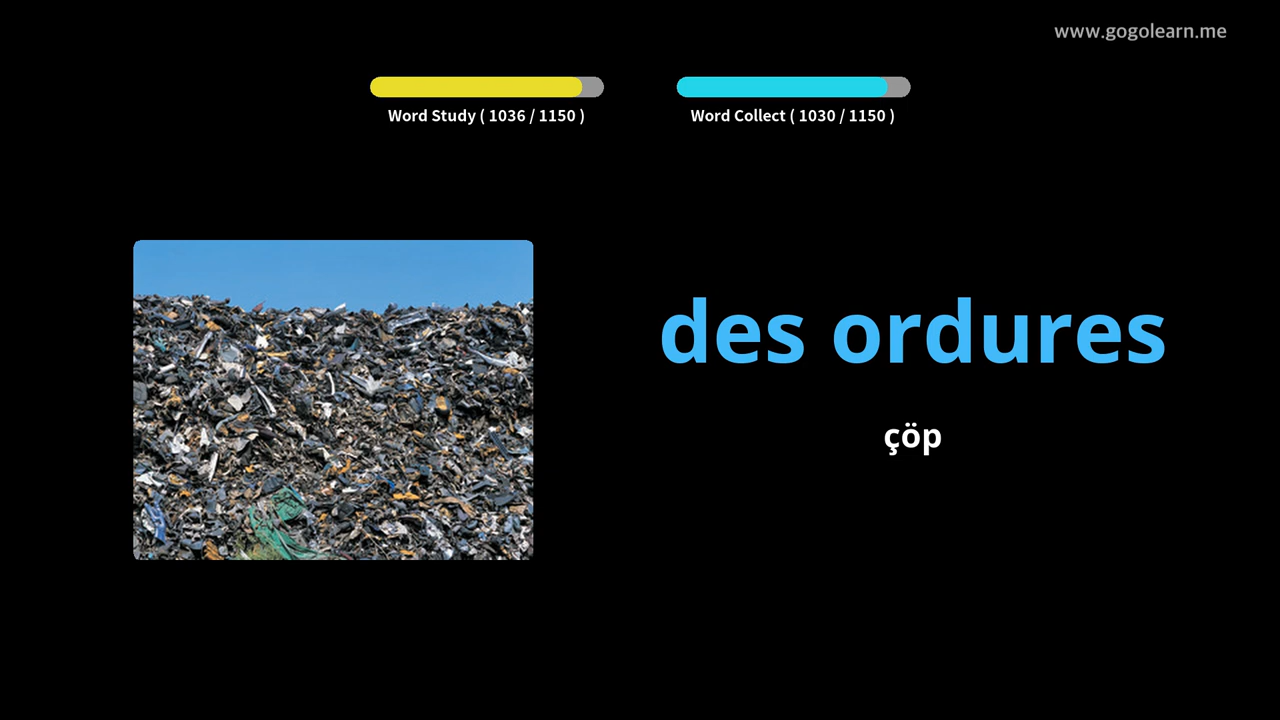 www.gogolearn.me
Word Study ( 1036 / 1150 )
Word Collect ( 1030 / 1150 )
des ordures
çöp